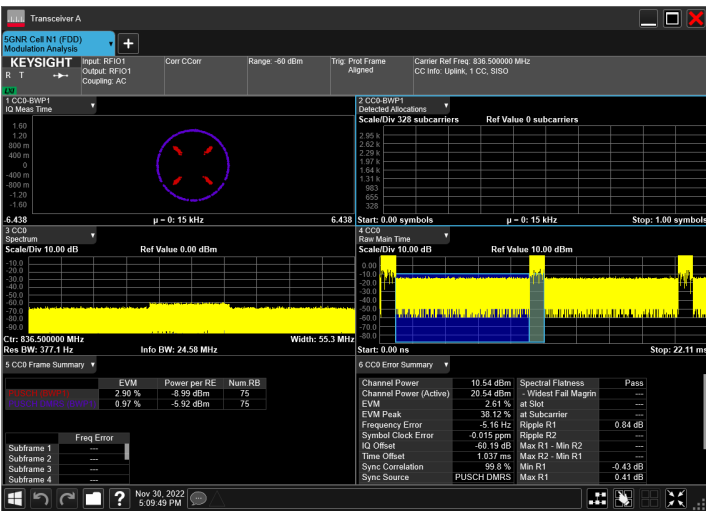 Transceiver A
5GNR Cell N1 (FDD)
Modulation Analysis
KEYSIGHT
R T
LXI
Input: RFIO1
Output: RFIO1
Coupling: AC
Corr CCorr
Range: -60 dBm
Trig: Prot Frame
Aligned
Carrier Ref Freq: 836.500000 MHz
CC Info: Uplink, 1 CC, SISO
1 CC0-BWP1
IQ Meas Time
1.60
1.20
800 m
400 m
0
-400 m
-800 m
-1.20
-1.60
-6.438
µ = 0: 15 kHz
6.438
2 CC0-BWP1
Detected Allocations
Scale/Div 328 subcarriers
Ref Value 0 subcarriers
2.95 k
2.62 k
2.30 k
1.97 k
1.64 k
1.31 k
983
655
328
Start: 0.00 symbols
µ = 0: 15 kHz
Stop: 1.00 symbols
3 CC0
Spectrum
Scale/Div 10.00 dB
Ref Value 0.00 dBm
-10.0
-20.0
-30.0
-40.0
-50.0
-60.0
-70.0
-80.0
-90.0
Ctr: 836.500000 MHz
Width: 55.3 MHz
Res BW: 377.1 Hz
Info BW: 24.58 MHz
4 CC0
Raw Main Time
Scale/Div 10.00 dB
Ref Value 10.00 dBm
0.00
-10.0
-20.0
-30.0
-40.0
-50.0
-60.0
-70.0
-80.0
Start: 0.00 ns
Stop: 22.11 ms
5 CC0 Frame Summary
EVM Power per RE Num.RB
PUSCH (BWP1) 2.90 % -8.99 dBm 75
0.97 % -5.92 dBm 75
Freq Error
Subframe 1 ---
Subframe 2 ---
Subframe 3 ---
Subframe 4 ---
6 CC0 Error Summary
Channel Power 10.54 dBm Spectral Flatness Pass
Channel Power (Active) 20.54 dBm - Widest Fail Magrin ---
EVM 2.61 % at Slot ---
EVM Peak 38.12 % at Subcarrier ---
Frequency Error -5.16 Hz Ripple R1 0.84 dB
Symbol Clock Error -0.015 ppm Ripple R2 ---
IQ Offset -60.19 dB Max R1 - Min R2 ---
Time Offset 1.037 ms Max R2 - Min R1 ---
Sync Correlation 99.8 % Min R1 -0.43 dB
Sync Source PUSCH DMRS Max R1 0.41 dB
Nov 30, 2022
5:09:49 PM